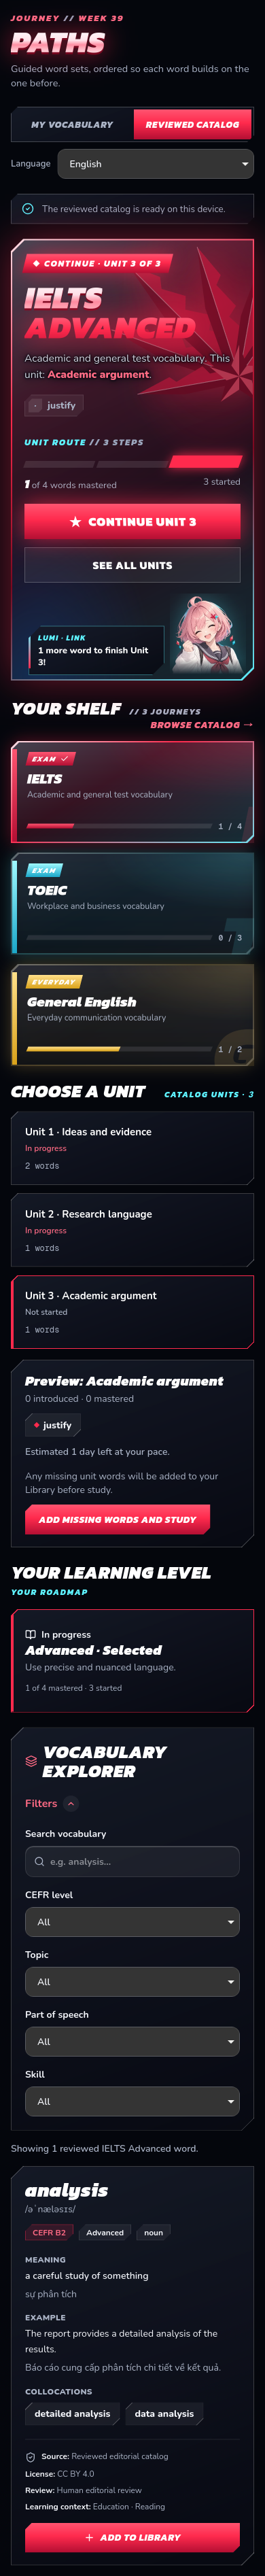 JOURNEY // WEEK 39
PATHS
Guided word sets, ordered so each word builds on the
one before.
MY VOCABULARY
REVIEWED CATALOG
Language
English
The reviewed catalog is ready on this device.
CONTINUE · UNIT 3 OF 3
IELTS
ADVANCED
Academic and general test vocabulary. This
unit: Academic argument.
justify
UNIT ROUTE // 3 STEPS
1 of 4 words mastered
3 started
★ CONTINUE UNIT 3
SEE ALL UNITS
LUMI · LINK
1 more word to finish Unit
3!
YOUR SHELF // 3 JOURNEYS
BROWSE CATALOG →
EXAM
IELTS
Academic and general test vocabulary
1 / 4
EXAM
TOEIC
Workplace and business vocabulary
0 / 3
EVERYDAY
General English
Everyday communication vocabulary
1 / 2
CHOOSE A UNIT
CATALOG UNITS · 3
Unit 1 · Ideas and evidence
In progress
2 words
Unit 2 · Research language
In progress
1 words
Unit 3 · Academic argument
Not started
1 words
Preview: Academic argument
0 introduced · 0 mastered
justify
Estimated 1 day left at your pace.
Any missing unit words will be added to your
Library before study.
ADD MISSING WORDS AND STUDY
YOUR LEARNING LEVEL
YOUR ROADMAP
In progress
Advanced · Selected
Use precise and nuanced language.
1 of 4 mastered · 3 started
VOCABULARY
EXPLORER
Filters
Search vocabulary
e.g. analysis...
CEFR level
All
Topic
All
Part of speech
All
Skill
All
Showing 1 reviewed IELTS Advanced word.
analysis
/əˈnæləsɪs/
CEFR B2
Advanced
noun
MEANING
a careful study of something
sự phân tích
EXAMPLE
The report provides a detailed analysis of the
results.
Báo cáo cung cấp phân tích chi tiết về kết quả.
COLLOCATIONS
detailed analysis
data analysis
Source: Reviewed editorial catalog
License: CC BY 4.0
Review: Human editorial review
Learning context: Education · Reading
+ ADD TO LIBRARY